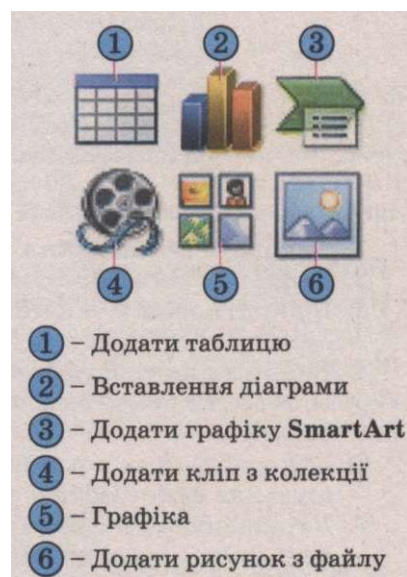 1 2 3
4 5 6
1 – Додати таблицю
2 – Вставлення діаграми
3 – Додати графіку SmartArt
4 – Додати кліп з колекції
5 – Графіка
6 – Додати рисунок з файлу